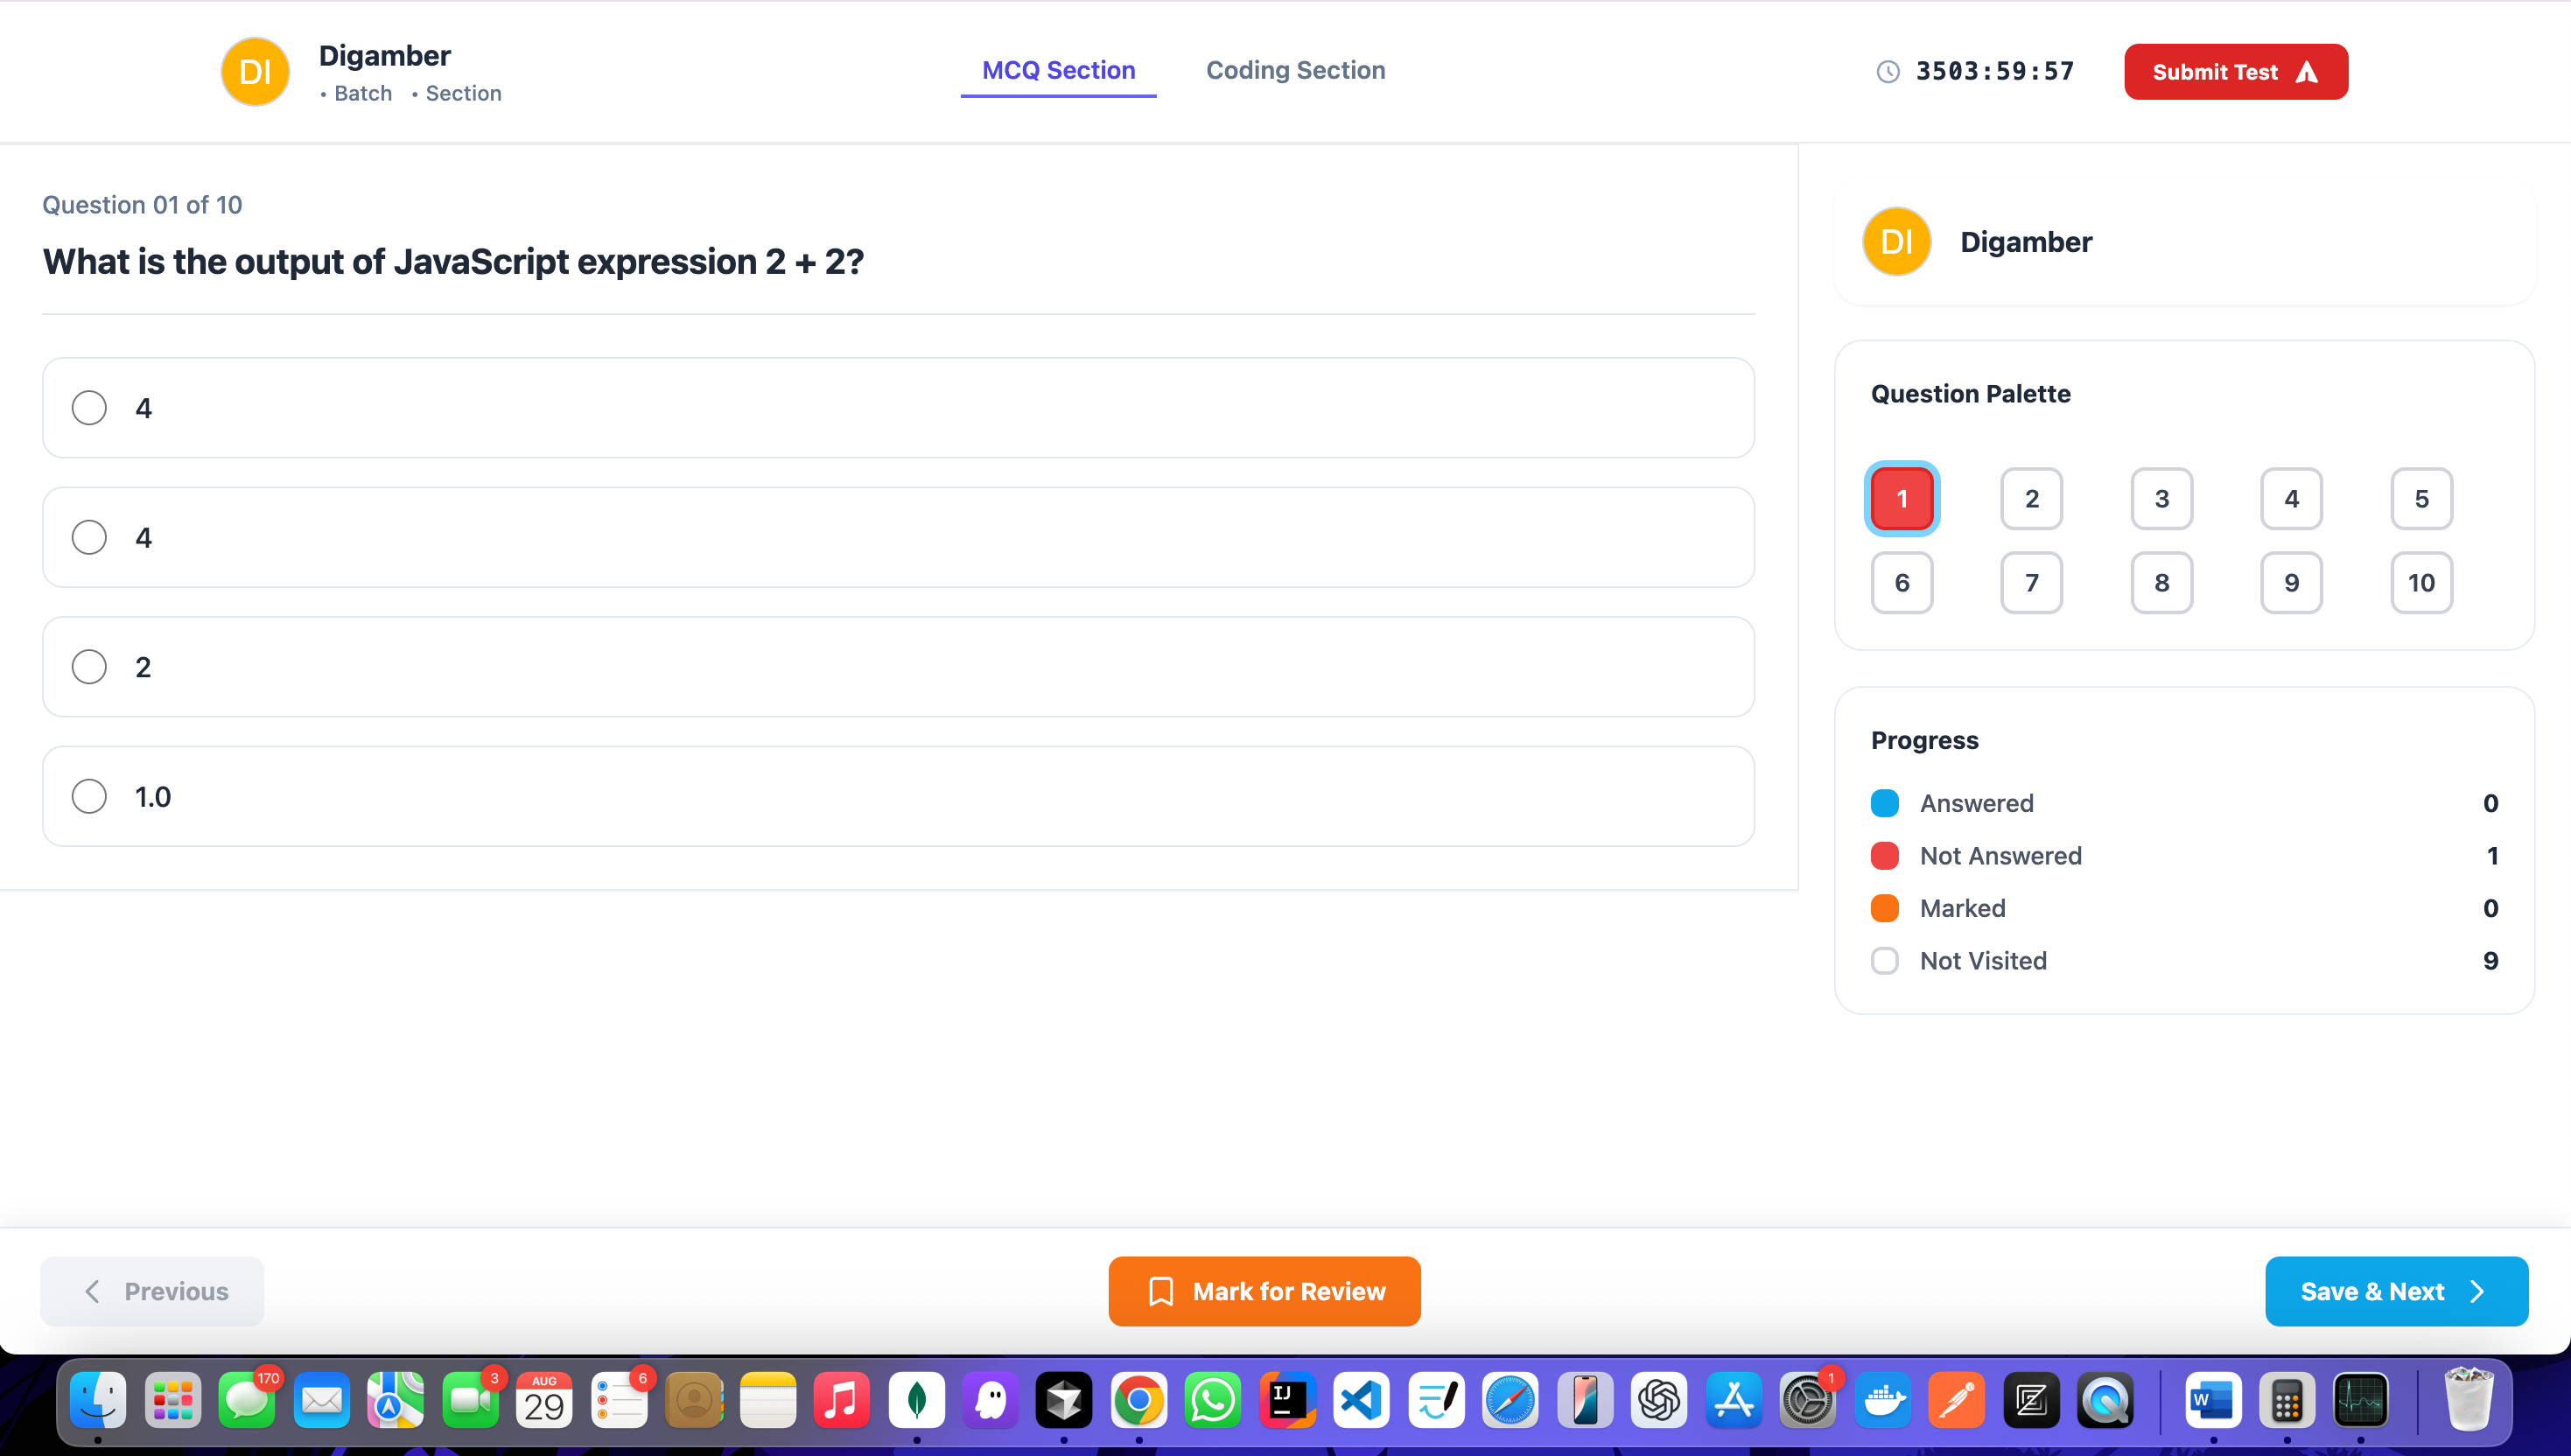 DI
Digamber
• Batch • Section
MCQ Section
Coding Section
3503:59:57
Submit Test
Question 01 of 10
What is the output of JavaScript expression 2 + 2?
4
4
2
1.0
DI
Digamber
Question Palette
1 2 3 4 5
6 7 8 9 10
Progress
Answered 0
Not Answered 1
Marked 0
Not Visited 9
Previous
Mark for Review
Save & Next
170
3
AUG
29
6
IJ
1
W